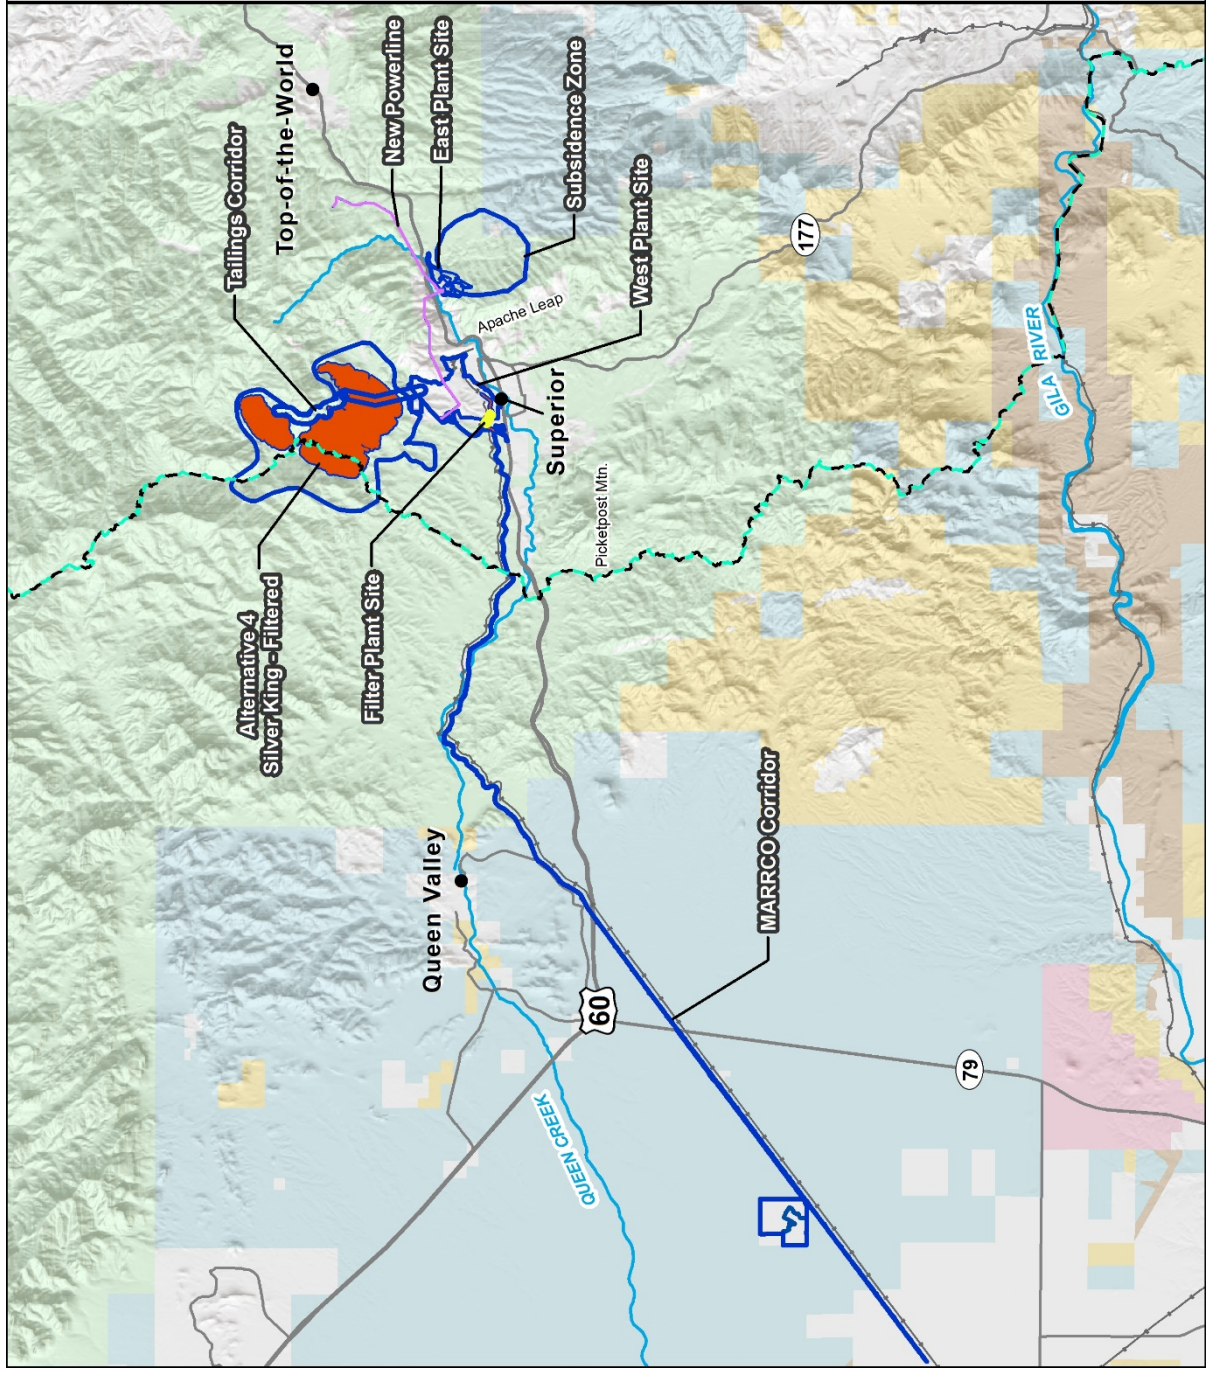 Top-of-the-World
Tailings Corridor
New Powerline
East Plant Site
Subsidence Zone
West Plant Site
Apache Leap
Superior
Picketpost Mtn.
177
GILA RIVER
Alternative 4
Silver King - Filtered
Filter Plant Site
Queen Valley
MARRCO Corridor
60
79
QUEEN CREEK